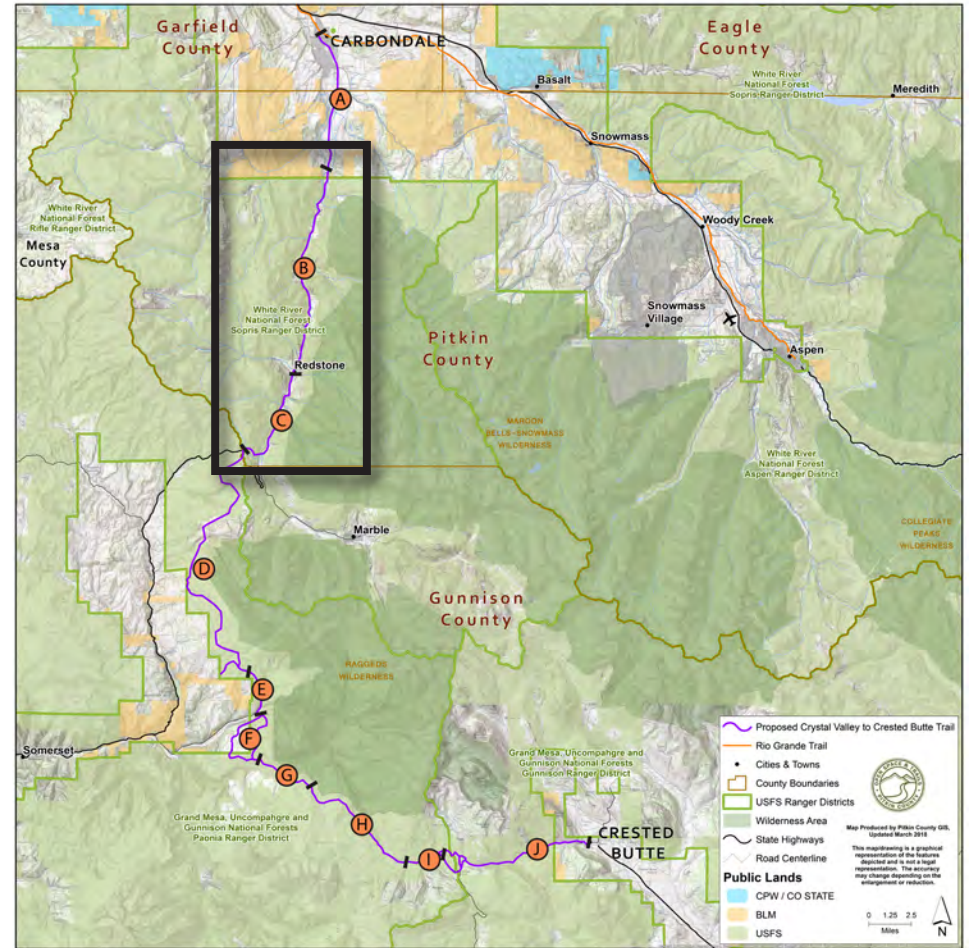 Garfield
County
CARBONDALE
Eagle
County
White River
National Forest
Sopris Ranger District
Basalt
Meredith
A
Snowmass
White River
National Forest
Rifle Ranger District
Mesa
County
Woody Creek
B
White River
National Forest
Sopris Ranger District
Snowmass
Village
Pitkin
County
Redstone
Aspen
C
MAROON
BELLS-SNOWMASS
WILDERNESS
White River
National Forest
Aspen Ranger District
Marble
COLLEGIATE
PEAKS
WILDERNESS
D
Gunnison
County
RAGGEDS
WILDERNESS
E
F
Somerset
G
Grand Mesa, Uncompahgre and
Gunnison National Forests
Gunnison Ranger District
Grand Mesa, Uncompahgre and
Gunnison National Forests
Paonia Ranger District
H
I
J
CRESTED
BUTTE
Proposed Crystal Valley to Crested Butte Trail
Rio Grande Trail
Cities & Towns
County Boundaries
USFS Ranger Districts
Wilderness Area
State Highways
Road Centerline
Public Lands
CPW / CO STATE
BLM
USFS
OPEN SPACE & TRAILS
PITKIN COUNTY
Map Produced by Pitkin County GIS,
Updated March 2018
This map/drawing is a graphical
representation of the features
depicted and is not a legal
representation. The accuracy
may change depending on the
enlargement or reduction.
0 1.25 2.5
Miles
N